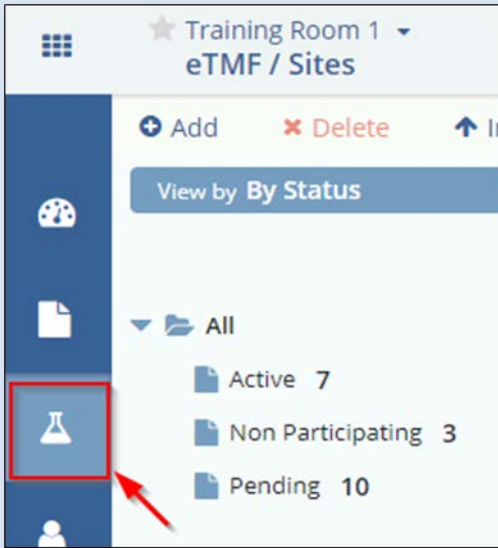 Training Room 1
eTMF / Sites
Add Delete
View by By Status
All
Active 7
Non Participating 3
Pending 10